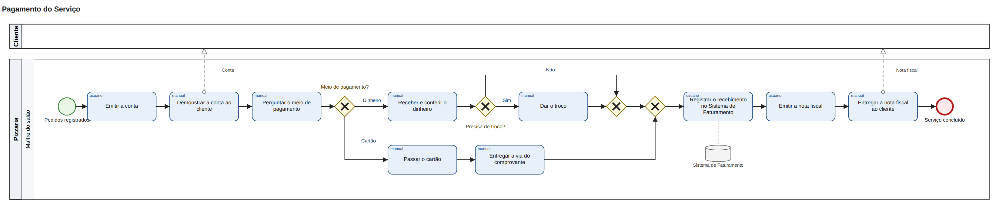 Pagamento do Serviço
Cliente
Pizzaria
Maître do salão
Conta
Não
Nota fiscal
Meio de pagamento?
Pedidos registrados
usuário
Emitir a conta
manual
Demonstrar a conta ao
cliente
manual
Perguntar o meio de
pagamento
Dinheiro
manual
Receber e conferir o
dinheiro
Precisa de troco?
Sim
manual
Dar o troco
usuário
Registrar o recebimento
no Sistema de
Faturamento
usuário
Emitir a nota fiscal
manual
Entregar a nota fiscal
ao cliente
Serviço concluído
Cartão
manual
Passar o cartão
manual
Entregar a via do
comprovante
Sistema de Faturamento